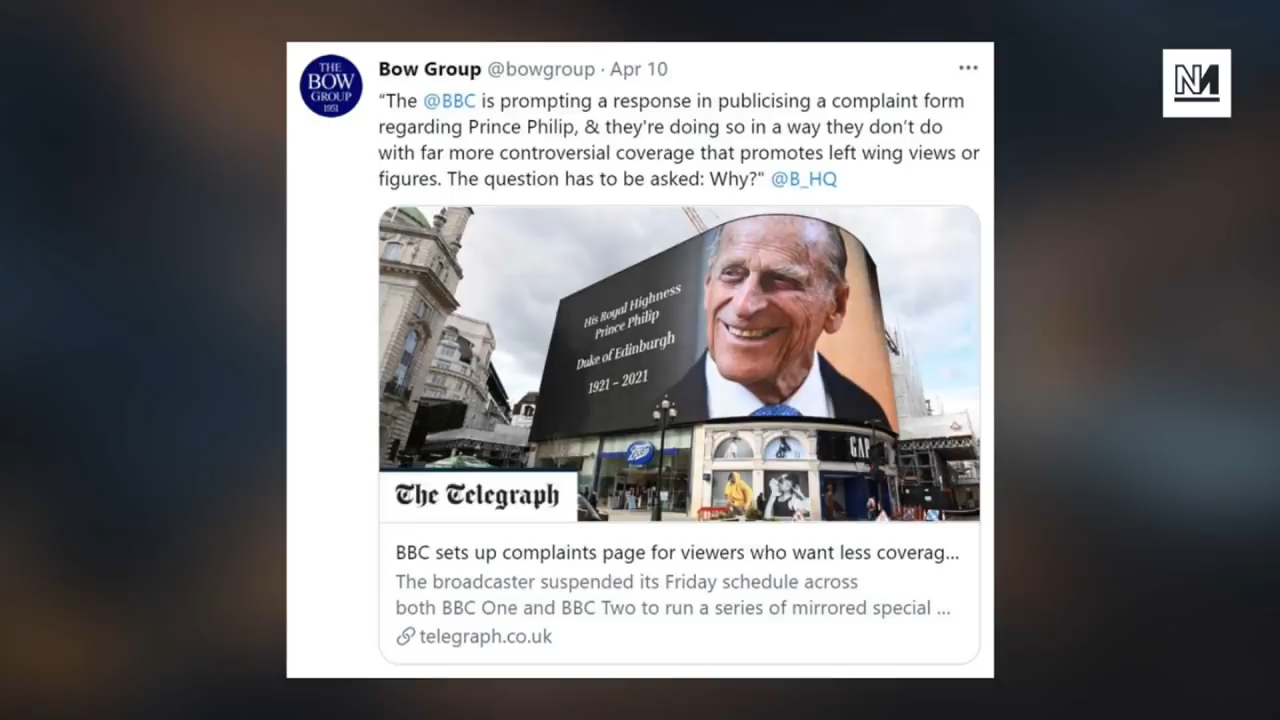 THE
BOW
GROUP
1951
Bow Group @bowgroup · Apr 10
“The @BBC is prompting a response in publicising a complaint form
regarding Prince Philip, & they're doing so in a way they don’t do
with far more controversial coverage that promotes left wing views or
figures. The question has to be asked: Why?" @B_HQ
NM
His Royal Highness
Prince Philip
Duke of Edinburgh
1921 – 2021
Boots
GAP
The Telegraph
BBC sets up complaints page for viewers who want less coverag...
The broadcaster suspended its Friday schedule across
both BBC One and BBC Two to run a series of mirrored special ...
telegraph.co.uk